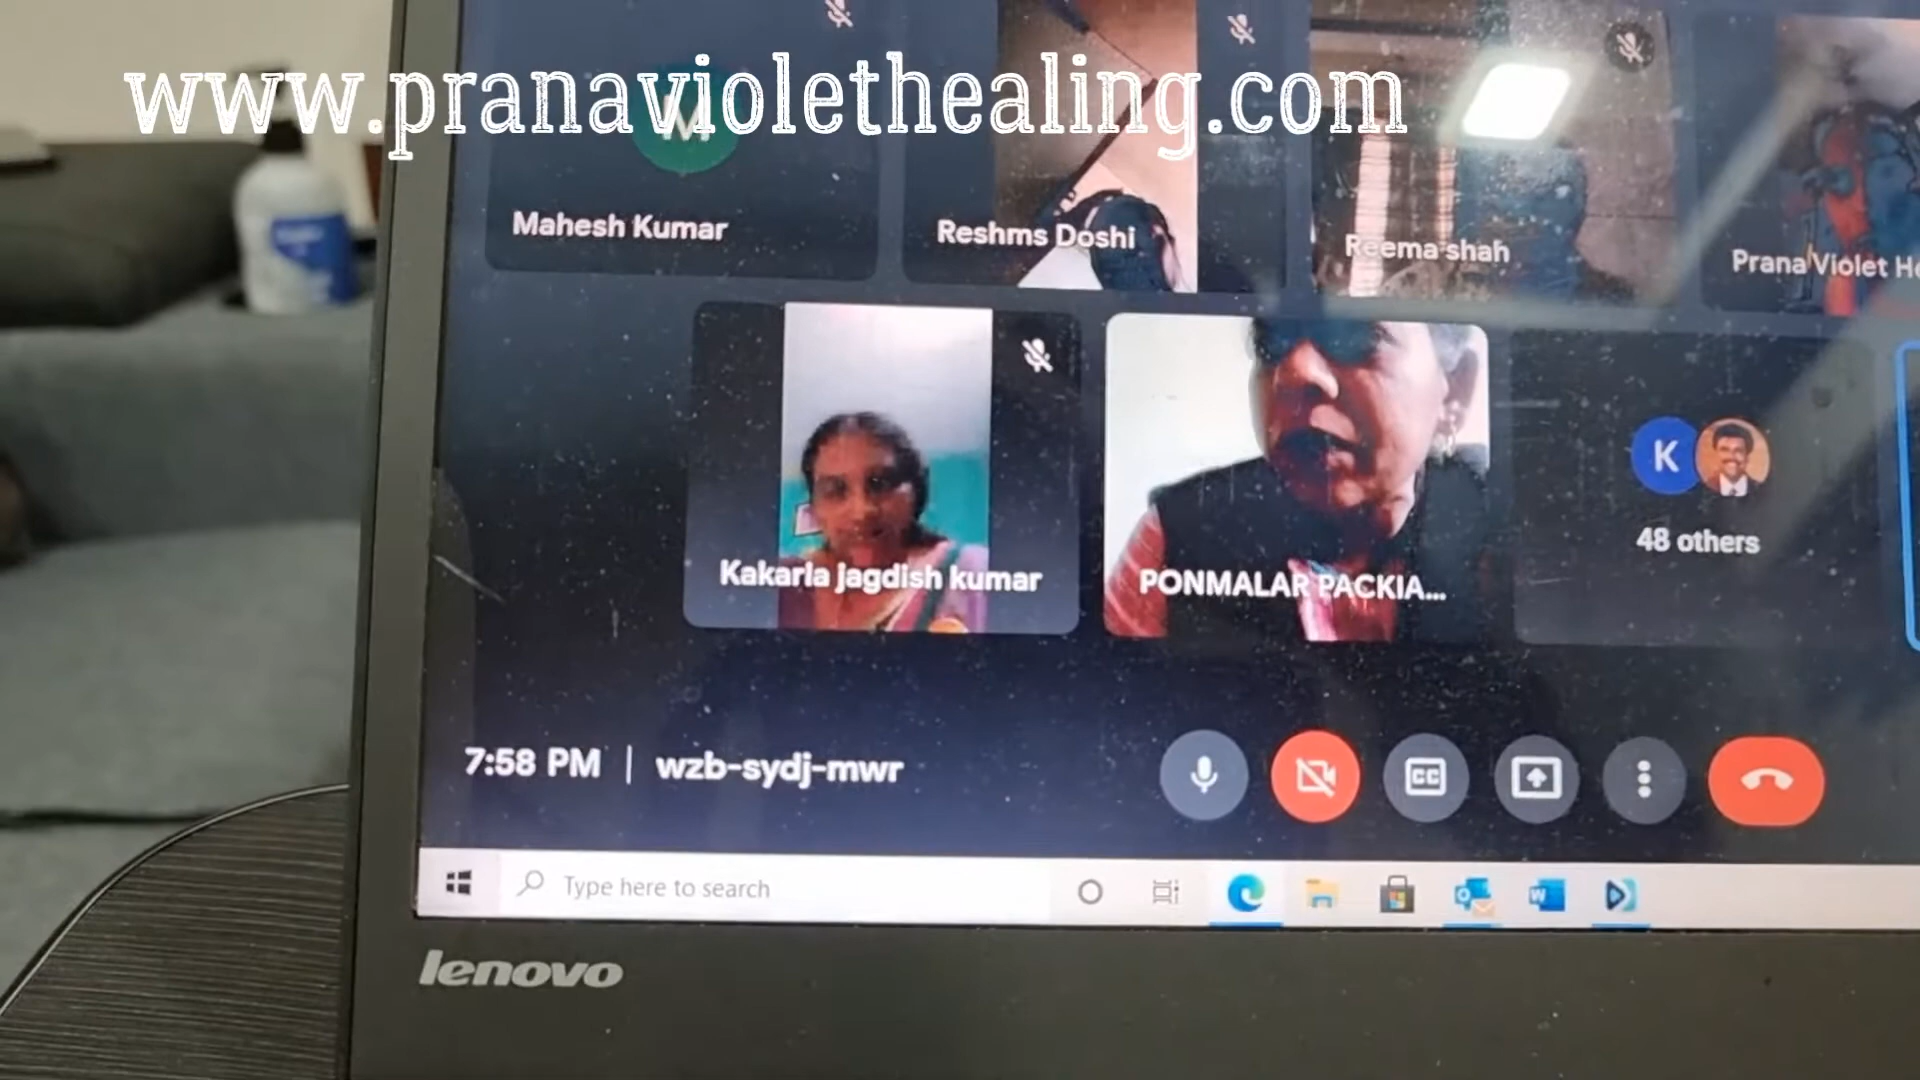 www.pranaviolethealing.com
M
Mahesh Kumar
Reshms Doshi
Reema shah
Prana Violet He
Kakarla jagdish kumar
PONMALAR PACKIA...
K
48 others
7:58 PM | wzb-sydj-mwr
CC
Type here to search
lenovo